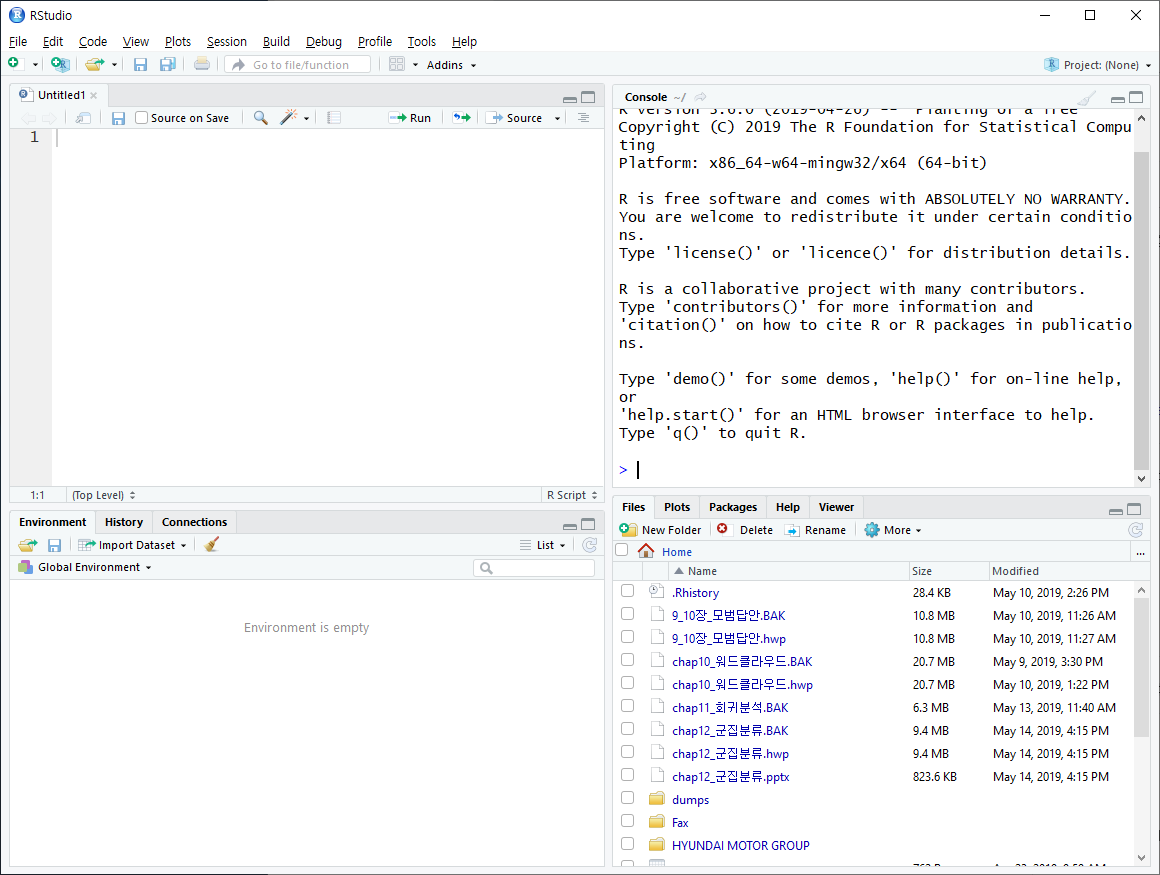 RStudio
File Edit Code View Plots Session Build Debug Profile Tools Help
Go to file/function Addins Project: (None)
Untitled1
Source on Save Run Source
1
1:1 (Top Level) R Script
Console ~/
R version 3.6.0 (2019-04-26) -- "Planting of a Tree"
Copyright (C) 2019 The R Foundation for Statistical Compu
ting
Platform: x86_64-w64-mingw32/x64 (64-bit)
R is free software and comes with ABSOLUTELY NO WARRANTY.
You are welcome to redistribute it under certain conditio
ns.
Type 'license()' or 'licence()' for distribution details.
R is a collaborative project with many contributors.
Type 'contributors()' for more information and
'citation()' on how to cite R or R packages in publicatio
ns.
Type 'demo()' for some demos, 'help()' for on-line help,
or
'help.start()' for an HTML browser interface to help.
Type 'q()' to quit R.
>
Environment History Connections
Import Dataset List
Global Environment
Environment is empty
Files Plots Packages Help Viewer
New Folder Delete Rename More
Home ...
Name Size Modified
.Rhistory 28.4 KB May 10, 2019, 2:26 PM
9_10장_모범답안.BAK 10.8 MB May 10, 2019, 11:26 AM
9_10장_모범답안.hwp 10.8 MB May 10, 2019, 11:27 AM
chap10_워드클라우드.BAK 20.7 MB May 9, 2019, 3:30 PM
chap10_워드클라우드.hwp 20.7 MB May 10, 2019, 1:22 PM
chap11_회귀분석.BAK 6.3 MB May 13, 2019, 11:40 AM
chap12_군집분류.BAK 9.4 MB May 14, 2019, 4:15 PM
chap12_군집분류.hwp 9.4 MB May 14, 2019, 4:15 PM
chap12_군집분류.pptx 823.6 KB May 14, 2019, 4:15 PM
dumps
Fax
HYUNDAI MOTOR GROUP